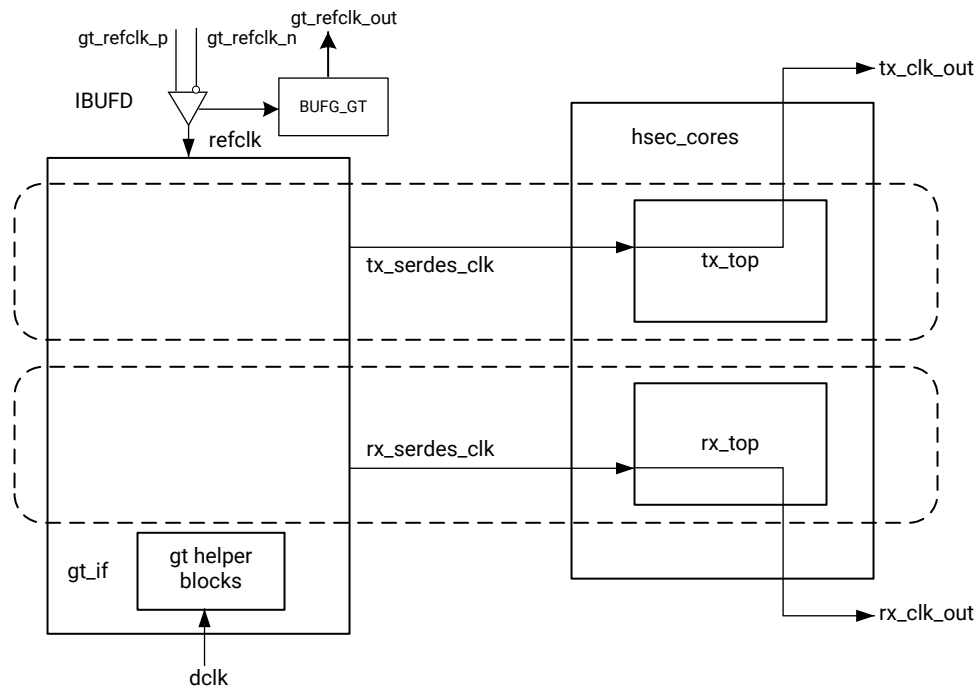 gt_refclk_out
gt_refclk_p
gt_refclk_n
tx_clk_out
IBUFD
BUFG_GT
refclk
hsec_cores
tx_serdes_clk
tx_top
rx_serdes_clk
rx_top
gt_if
gt helper
blocks
rx_clk_out
dclk